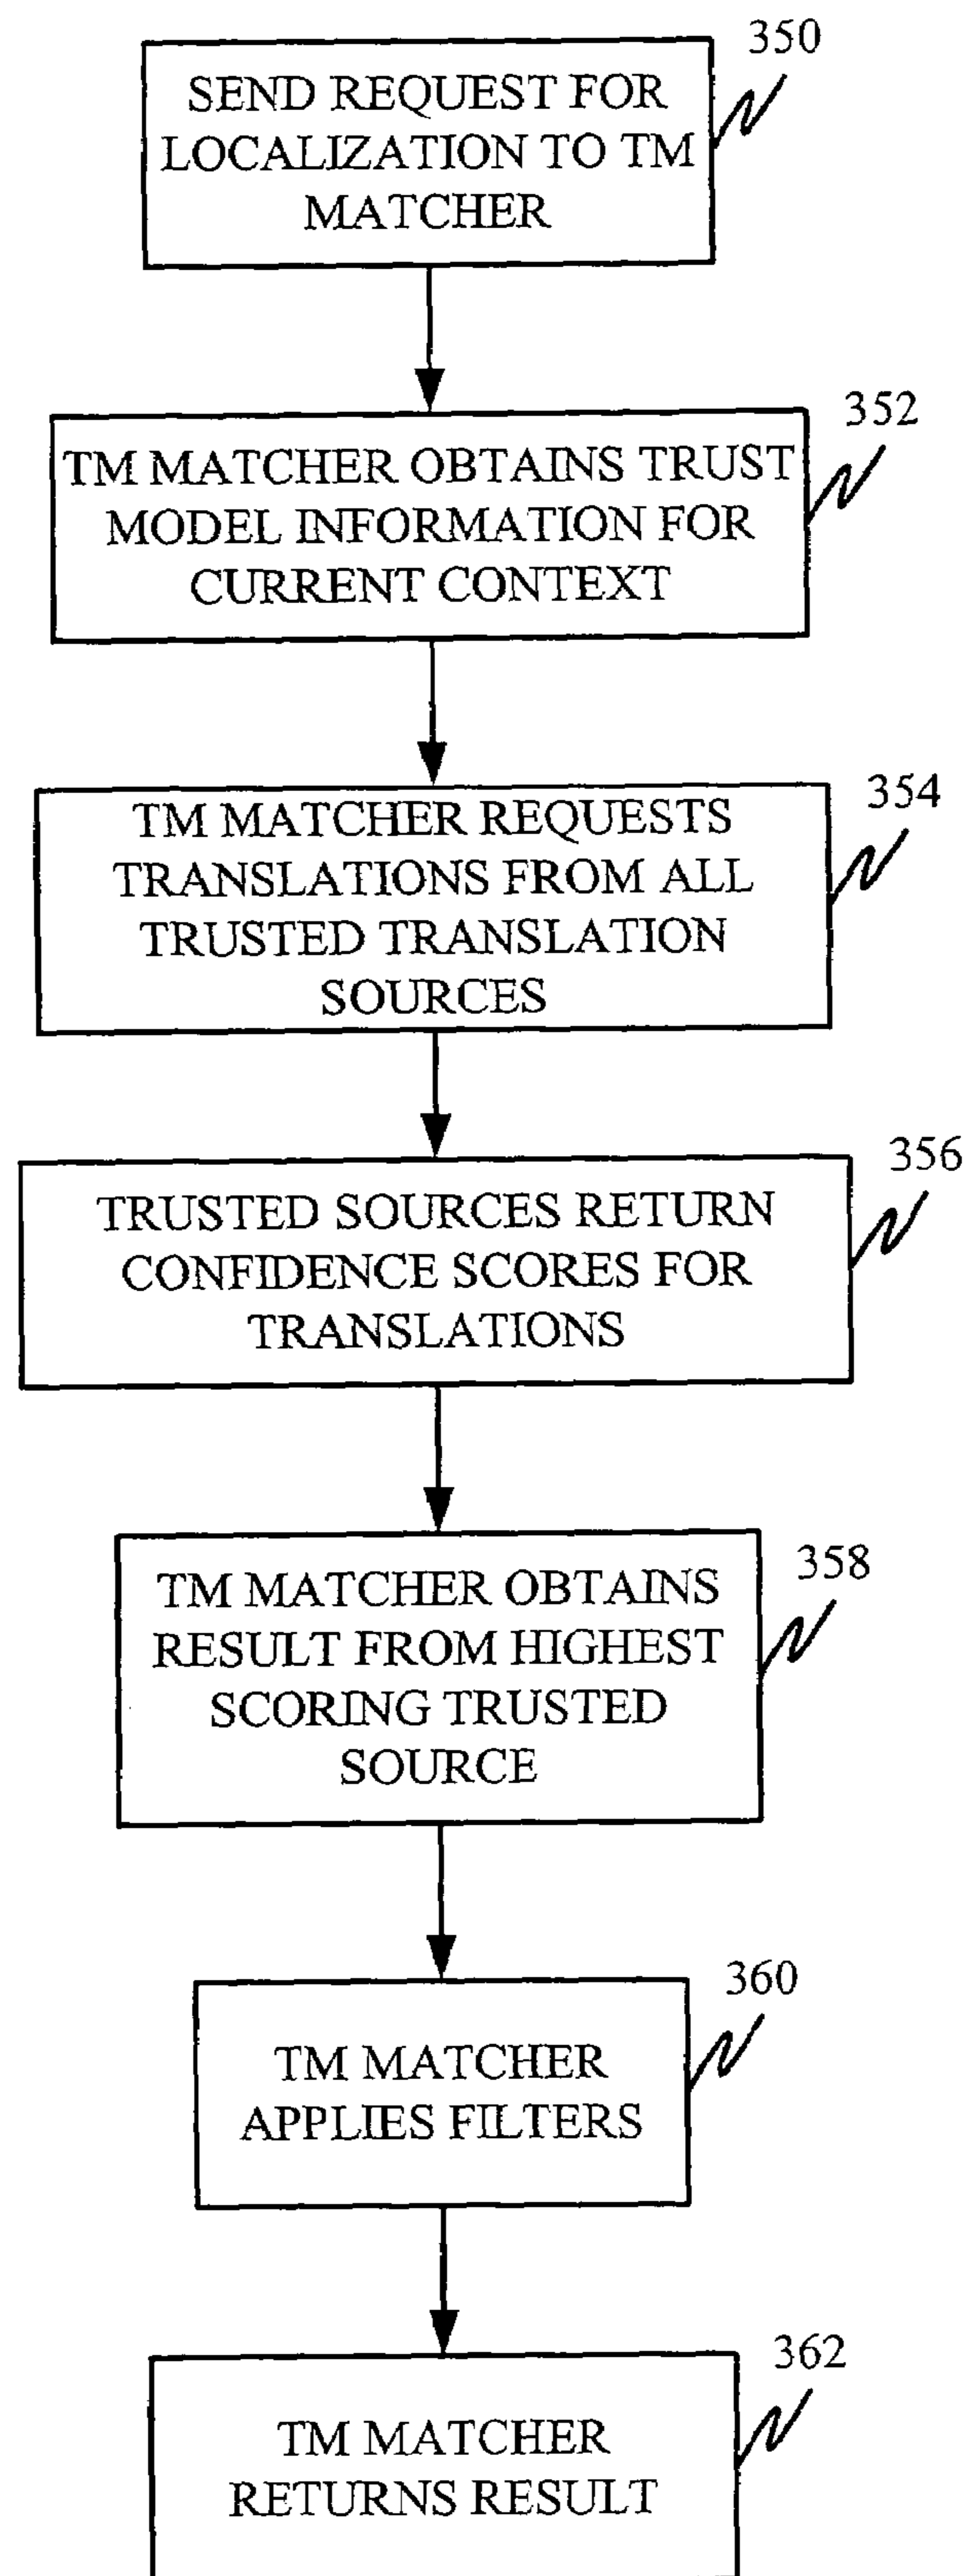 350
SEND REQUEST FOR
LOCALIZATION TO TM
MATCHER
352
TM MATCHER OBTAINS TRUST
MODEL INFORMATION FOR
CURRENT CONTEXT
354
TM MATCHER REQUESTS
TRANSLATIONS FROM ALL
TRUSTED TRANSLATION
SOURCES
356
TRUSTED SOURCES RETURN
CONFIDENCE SCORES FOR
TRANSLATIONS
358
TM MATCHER OBTAINS
RESULT FROM HIGHEST
SCORING TRUSTED
SOURCE
360
TM MATCHER
APPLIES FILTERS
362
TM MATCHER
RETURNS RESULT